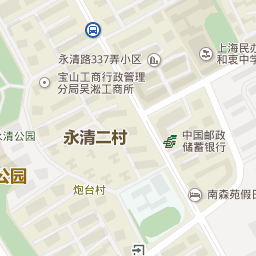 永清路337弄小区
上海民办
和衷中学
宝山工商行政管理
分局吴淞工商所
永清公园
永清二村
中国邮政
储蓄银行
公园
炮台村
南森苑假日